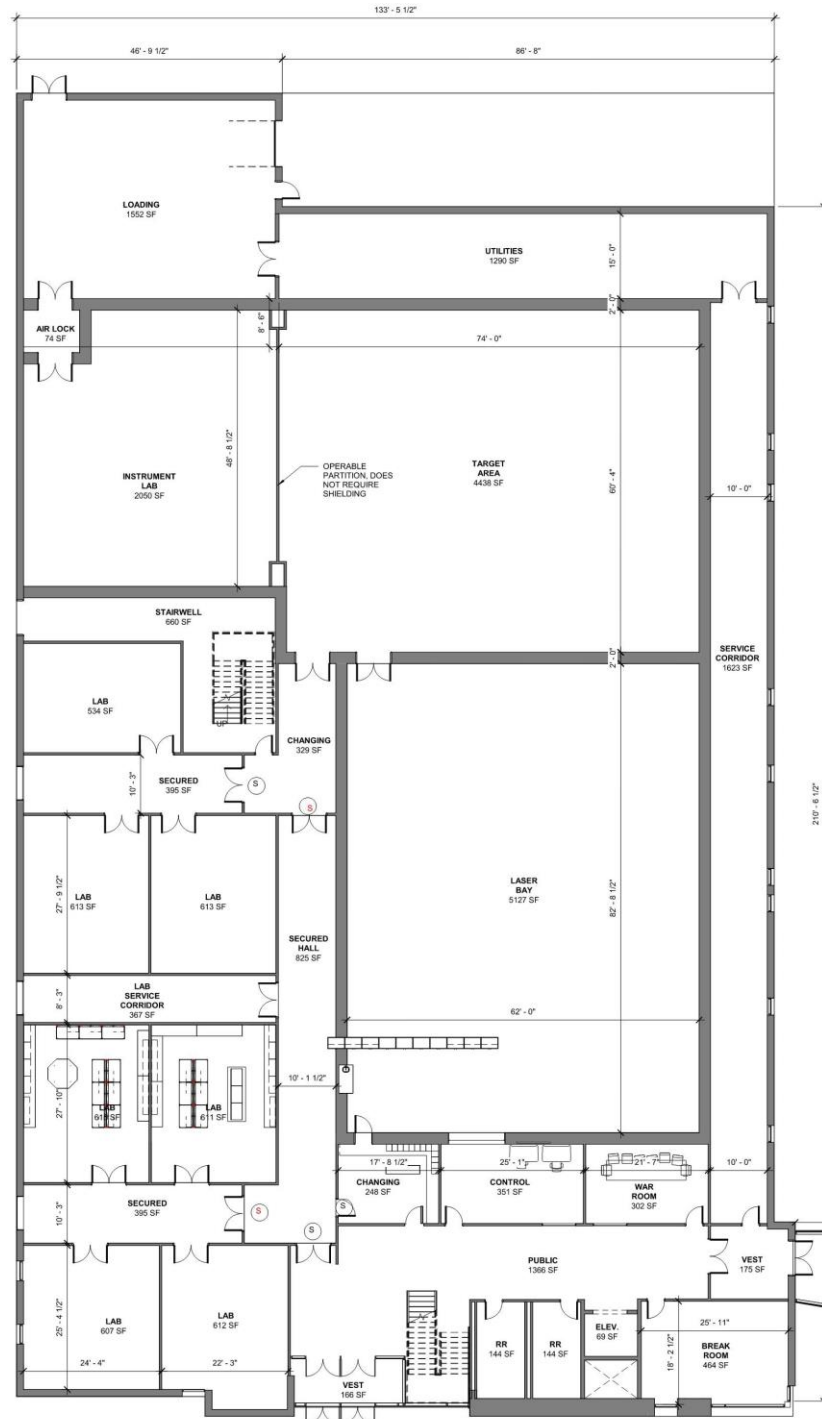 133' - 5 1/2"
46' - 9 1/2"
86' - 8"
LOADING
1552 SF
UTILITIES
1290 SF
15' - 0"
2' - 0"
AIR LOCK
74 SF
8' - 6"
74' - 0"
48' - 8 1/2"
INSTRUMENT
LAB
2050 SF
OPERABLE
PARTITION, DOES
NOT REQUIRE
SHIELDING
TARGET
AREA
4438 SF
60' - 4"
10' - 0"
STAIRWELL
660 SF
UP
LAB
534 SF
CHANGING
329 SF
2' - 0"
SERVICE
CORRIDOR
1623 SF
10' - 3"
SECURED
395 SF
S
S
210' - 6 1/2"
27' - 9 1/2"
LAB
613 SF
LAB
613 SF
SECURED
HALL
825 SF
LASER
BAY
5127 SF
82' - 8 1/2"
8' - 3"
LAB
SERVICE
CORRIDOR
367 SF
62' - 0"
27' - 10"
LAB
LAB
611 SF
10' - 1 1/2"
17' - 8 1/2"
25' - 1"
21' - 7"
10' - 0"
CHANGING
248 SF
CONTROL
351 SF
WAR
ROOM
302 SF
10' - 3"
SECURED
395 SF
S
S
S
PUBLIC
1366 SF
VEST
175 SF
25' - 4 1/2"
LAB
607 SF
LAB
612 SF
24' - 4"
22' - 3"
VEST
166 SF
RR
144 SF
RR
144 SF
ELEV.
69 SF
25' - 11"
18' - 2 1/2"
BREAK
ROOM
464 SF